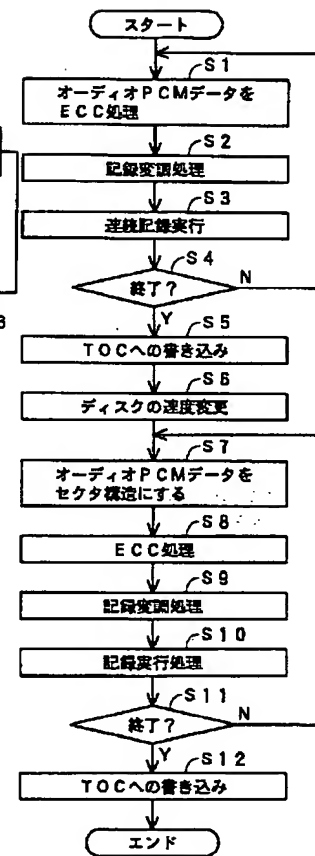 スタート
S1
オーディオPCMデータを
ECC処理
S2
記録変調処理
S3
連続記録実行
S4
終了?
N
Y
S5
TOCへの書き込み
S6
ディスクの速度変更
S7
オーディオPCMデータを
セクタ構造にする
S8
ECC処理
S9
記録変調処理
S10
記録実行処理
S11
終了?
N
Y
S12
TOCへの書き込み
エンド